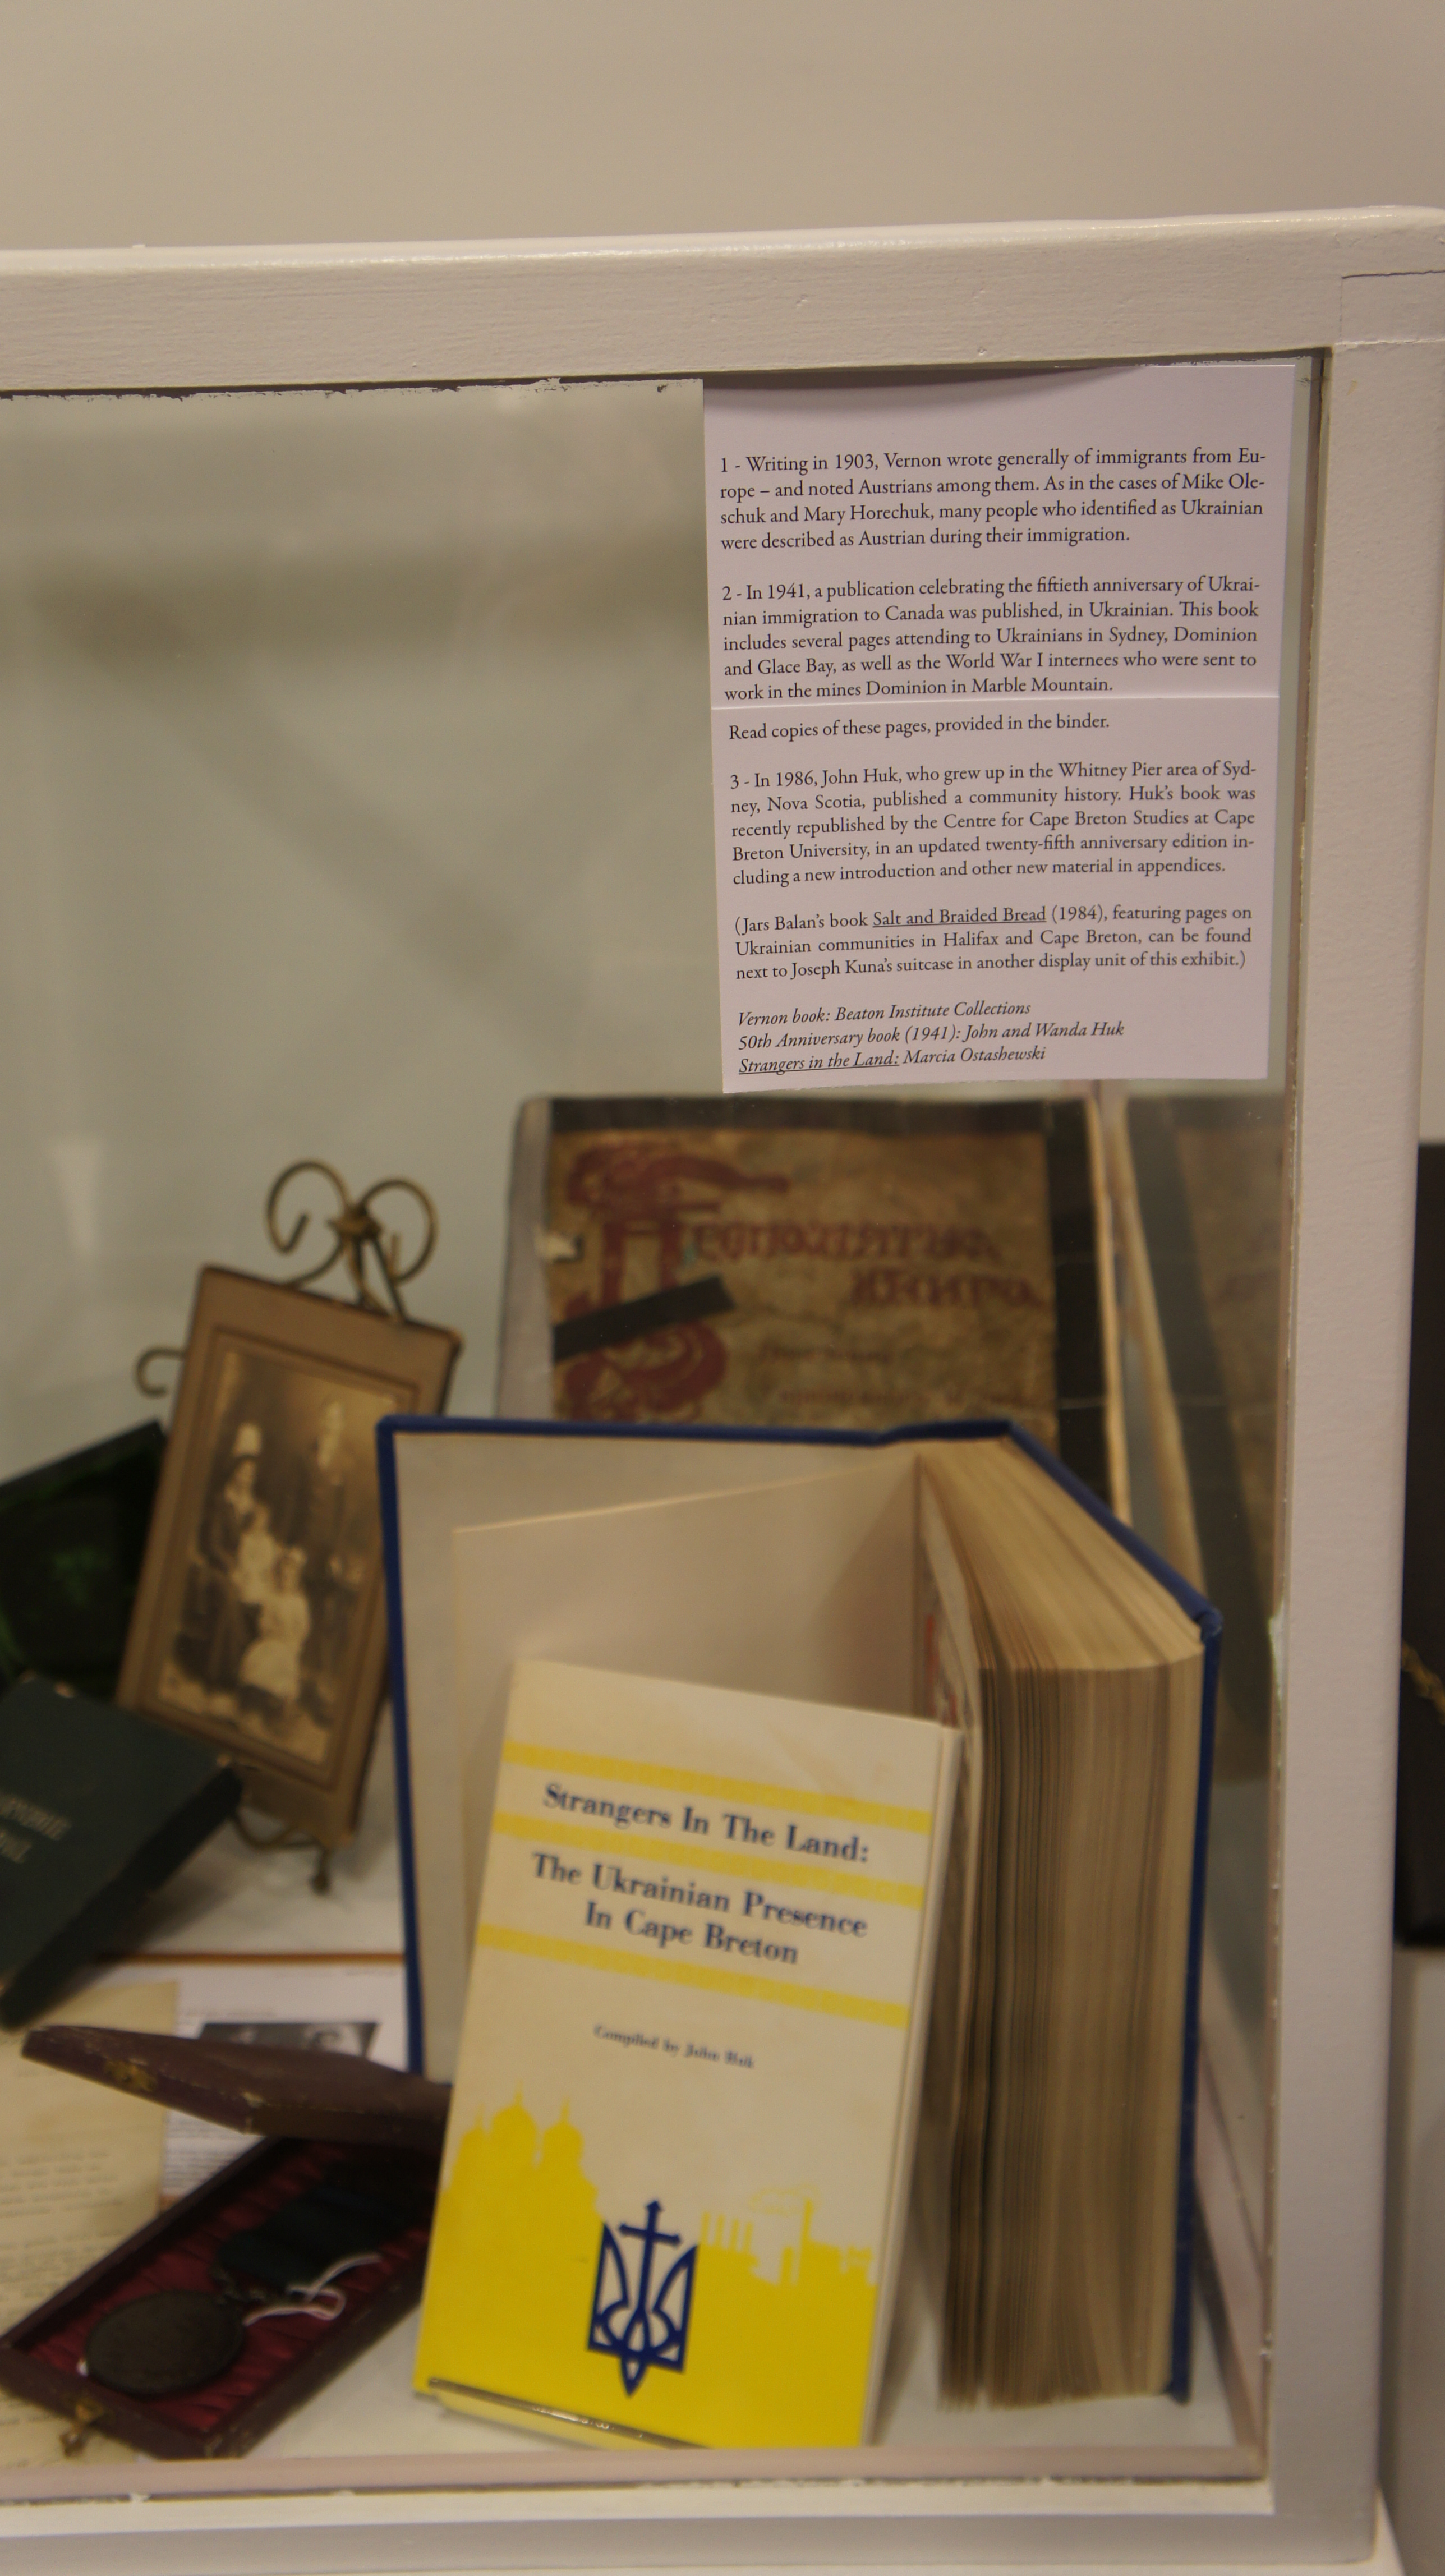 1 - Writing in 1903, Vernon wrote generally of immigrants from Eu-
rope – and noted Austrians among them. As in the cases of Mike Ole-
schuk and Mary Horechuk, many people who identified as Ukrainian
were described as Austrian during their immigration.
2 - In 1941, a publication celebrating the fiftieth anniversary of Ukrai-
nian immigration to Canada was published, in Ukrainian. This book
includes several pages attending to Ukrainians in Sydney, Dominion
and Glace Bay, as well as the World War I internees who were sent to
work in the mines Dominion in Marble Mountain.
Read copies of these pages, provided in the binder.
3 - In 1986, John Huk, who grew up in the Whitney Pier area of Syd-
ney, Nova Scotia, published a community history. Huk's book was
recently republished by the Centre for Cape Breton Studies at Cape
Breton University, in an updated twenty-fifth anniversary edition in-
cluding a new introduction and other new material in appendices.
(Jars Balan's book Salt and Braided Bread (1984), featuring pages on
Ukrainian communities in Halifax and Cape Breton, can be found
next to Joseph Kuna's suitcase in another display unit of this exhibit.)
Vernon book: Beaton Institute Collections
50th Anniversary book (1941): John and Wanda Huk
Strangers in the Land: Marcia Ostashewski
Strangers In The Land:
The Ukrainian Presence
In Cape Breton
Compiled by John Huk